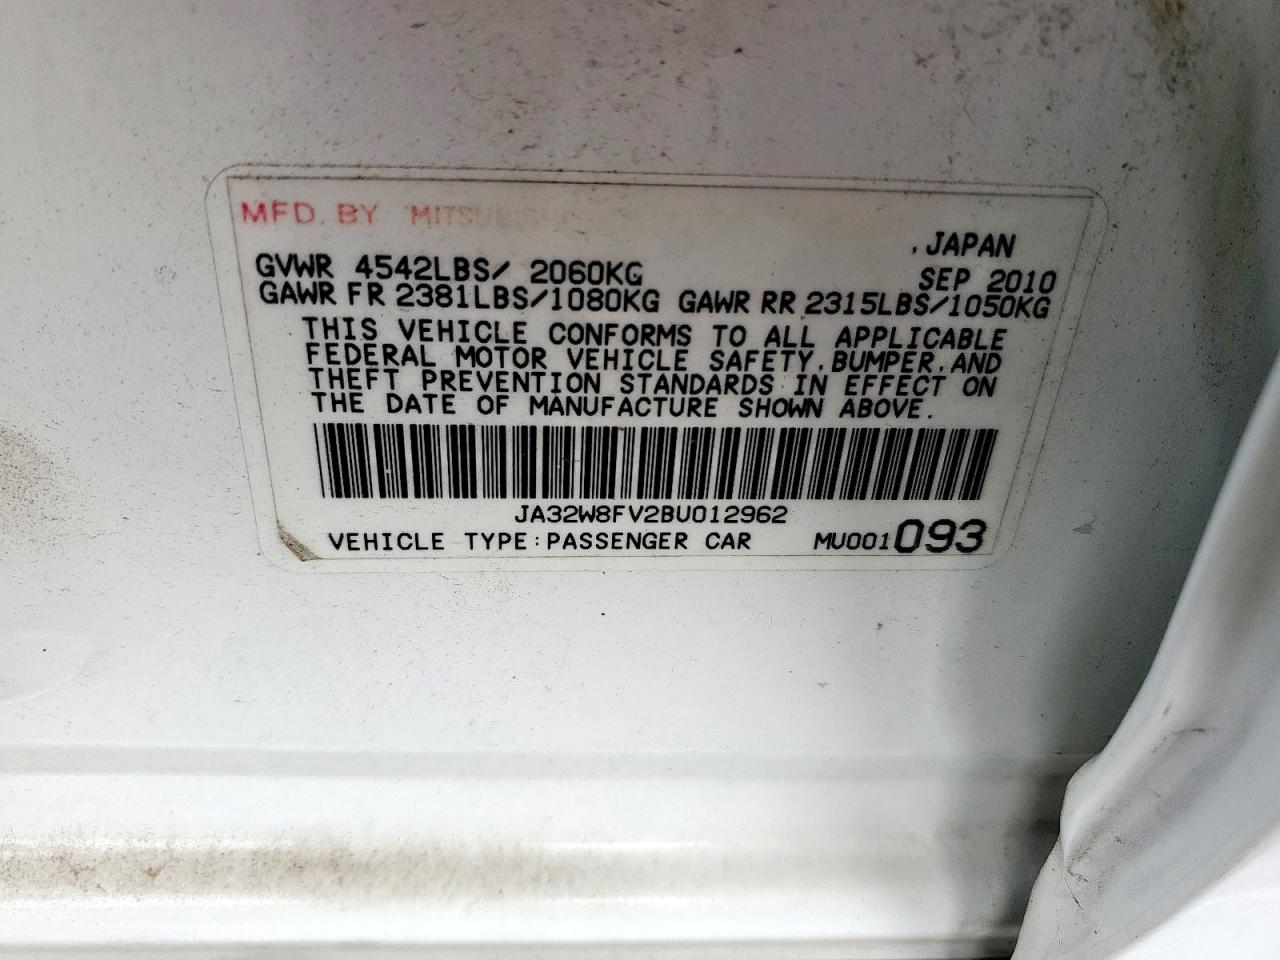 MFD. BY MITSUBISHI
, JAPAN
GVWR 4542LBS/ 2060KG SEP 2010
GAWR FR 2381LBS/1080KG GAWR RR 2315LBS/1050KG
THIS VEHICLE CONFORMS TO ALL APPLICABLE
FEDERAL MOTOR VEHICLE SAFETY, BUMPER, AND
THEFT PREVENTION STANDARDS IN EFFECT ON
THE DATE OF MANUFACTURE SHOWN ABOVE.
JA32W8FV2BU012962
VEHICLE TYPE:PASSENGER CAR MU001093